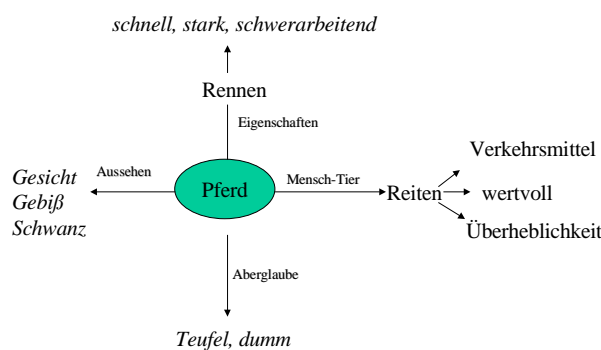 schnell, stark, schwerarbeitend
Rennen
Eigenschaften
Verkehrsmittel
Aussehen
Mensch-Tier
Gesicht
Gebiß
Schwanz
Pferd
Reiten
wertvoll
Überheblichkeit
Aberglaube
Teufel, dumm